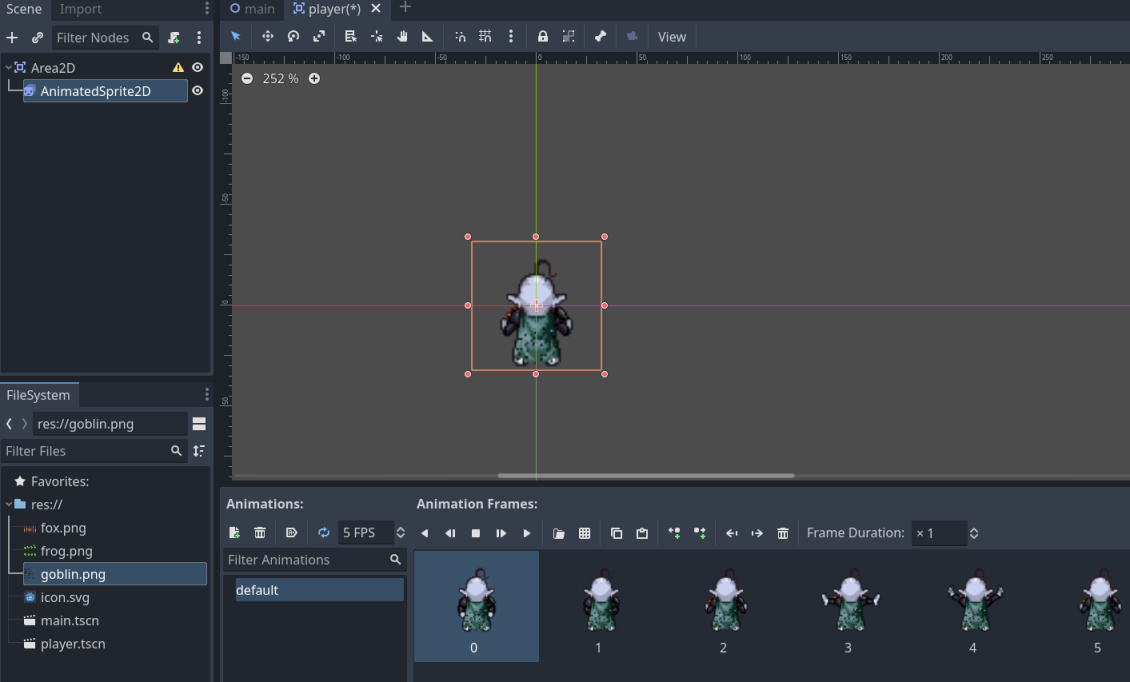 Scene Import
main player(*)
Filter Nodes
View
Area2D
AnimatedSprite2D
-150 -100 -50 0 50 100 150 200 250
252 %
-100
-50
0
50
FileSystem
res://goblin.png
Filter Files
Favorites:
res://
fox.png
frog.png
goblin.png
icon.svg
main.tscn
player.tscn
Animations:
5 FPS
Filter Animations
default
Animation Frames:
Frame Duration: × 1
0 1 2 3 4 5